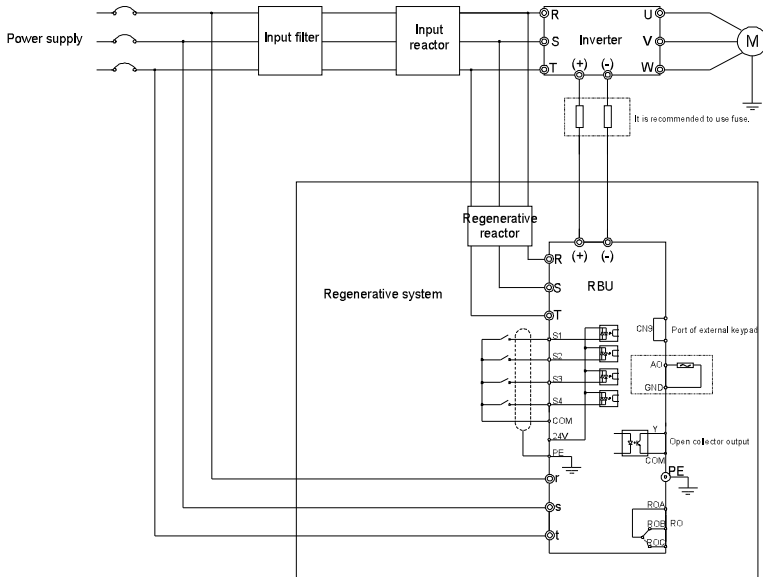 Power supply
Input filter
Input
reactor
R
S
T
Inverter
U
V
W
(+)
(-)
M
It is recommended to use fuse.
Regenerative
reactor
Regenerative system
(+)
(-)
R
S
T
RBU
S1
S2
S3
S4
COM
24V
PE
CN9
Port of external keypad
AO
GND
Y
Open collector output
COM
PE
r
s
t
ROA
ROB
ROC
RO